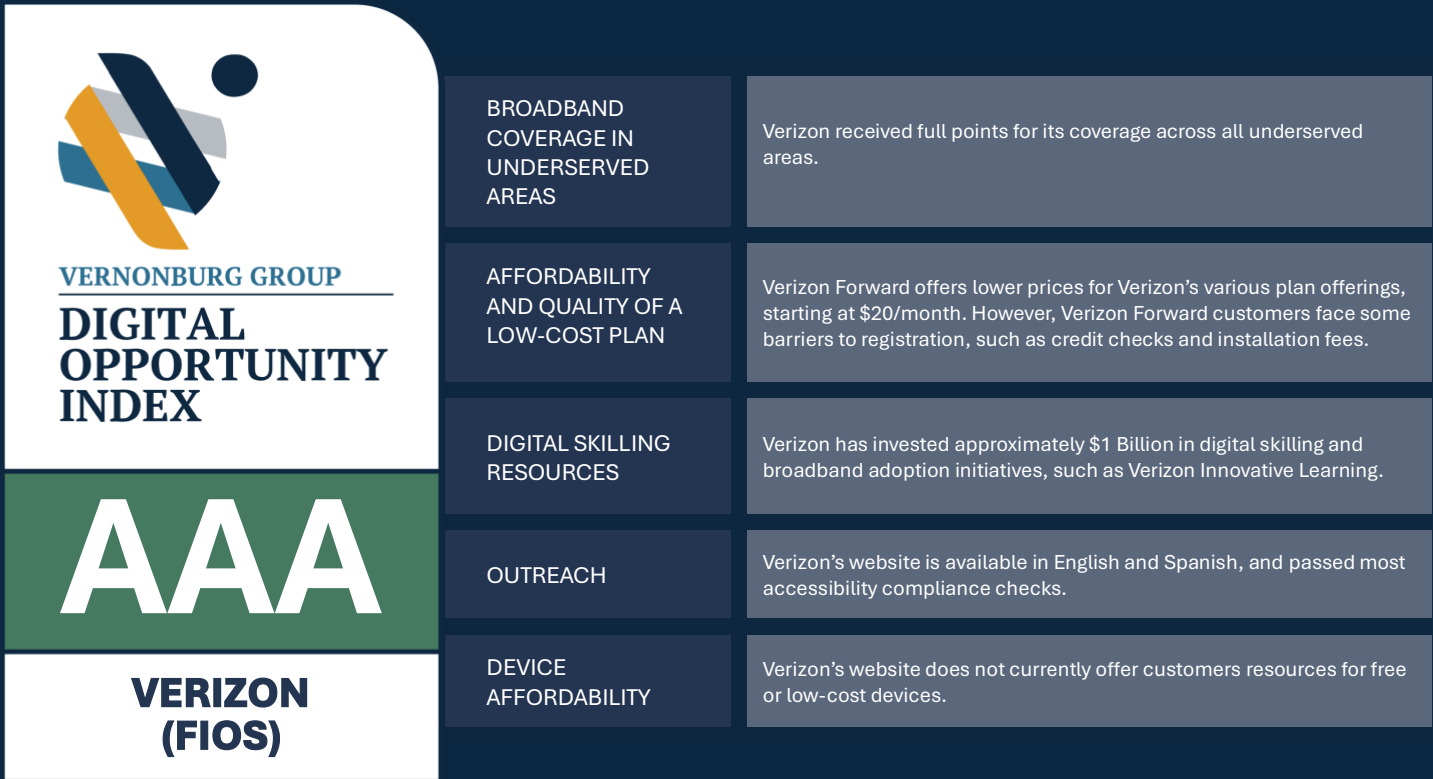 VERNONBURG GROUP
DIGITAL
OPPORTUNITY
INDEX
AAA
VERIZON
(FIOS)
BROADBAND
COVERAGE IN
UNDERSERVED
AREAS
Verizon received full points for its coverage across all underserved
areas.
AFFORDABILITY
AND QUALITY OF A
LOW-COST PLAN
Verizon Forward offers lower prices for Verizon’s various plan offerings,
starting at $20/month. However, Verizon Forward customers face some
barriers to registration, such as credit checks and installation fees.
DIGITAL SKILLING
RESOURCES
Verizon has invested approximately $1 Billion in digital skilling and
broadband adoption initiatives, such as Verizon Innovative Learning.
OUTREACH
Verizon’s website is available in English and Spanish, and passed most
accessibility compliance checks.
DEVICE
AFFORDABILITY
Verizon’s website does not currently offer customers resources for free
or low-cost devices.